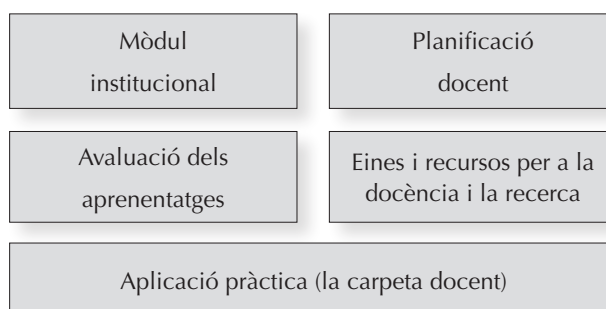 Mòdul
institucional
Planificació
docent
Avaluació dels
aprenentatges
Eines i recursos per a la
docència i la recerca
Aplicació pràctica (la carpeta docent)